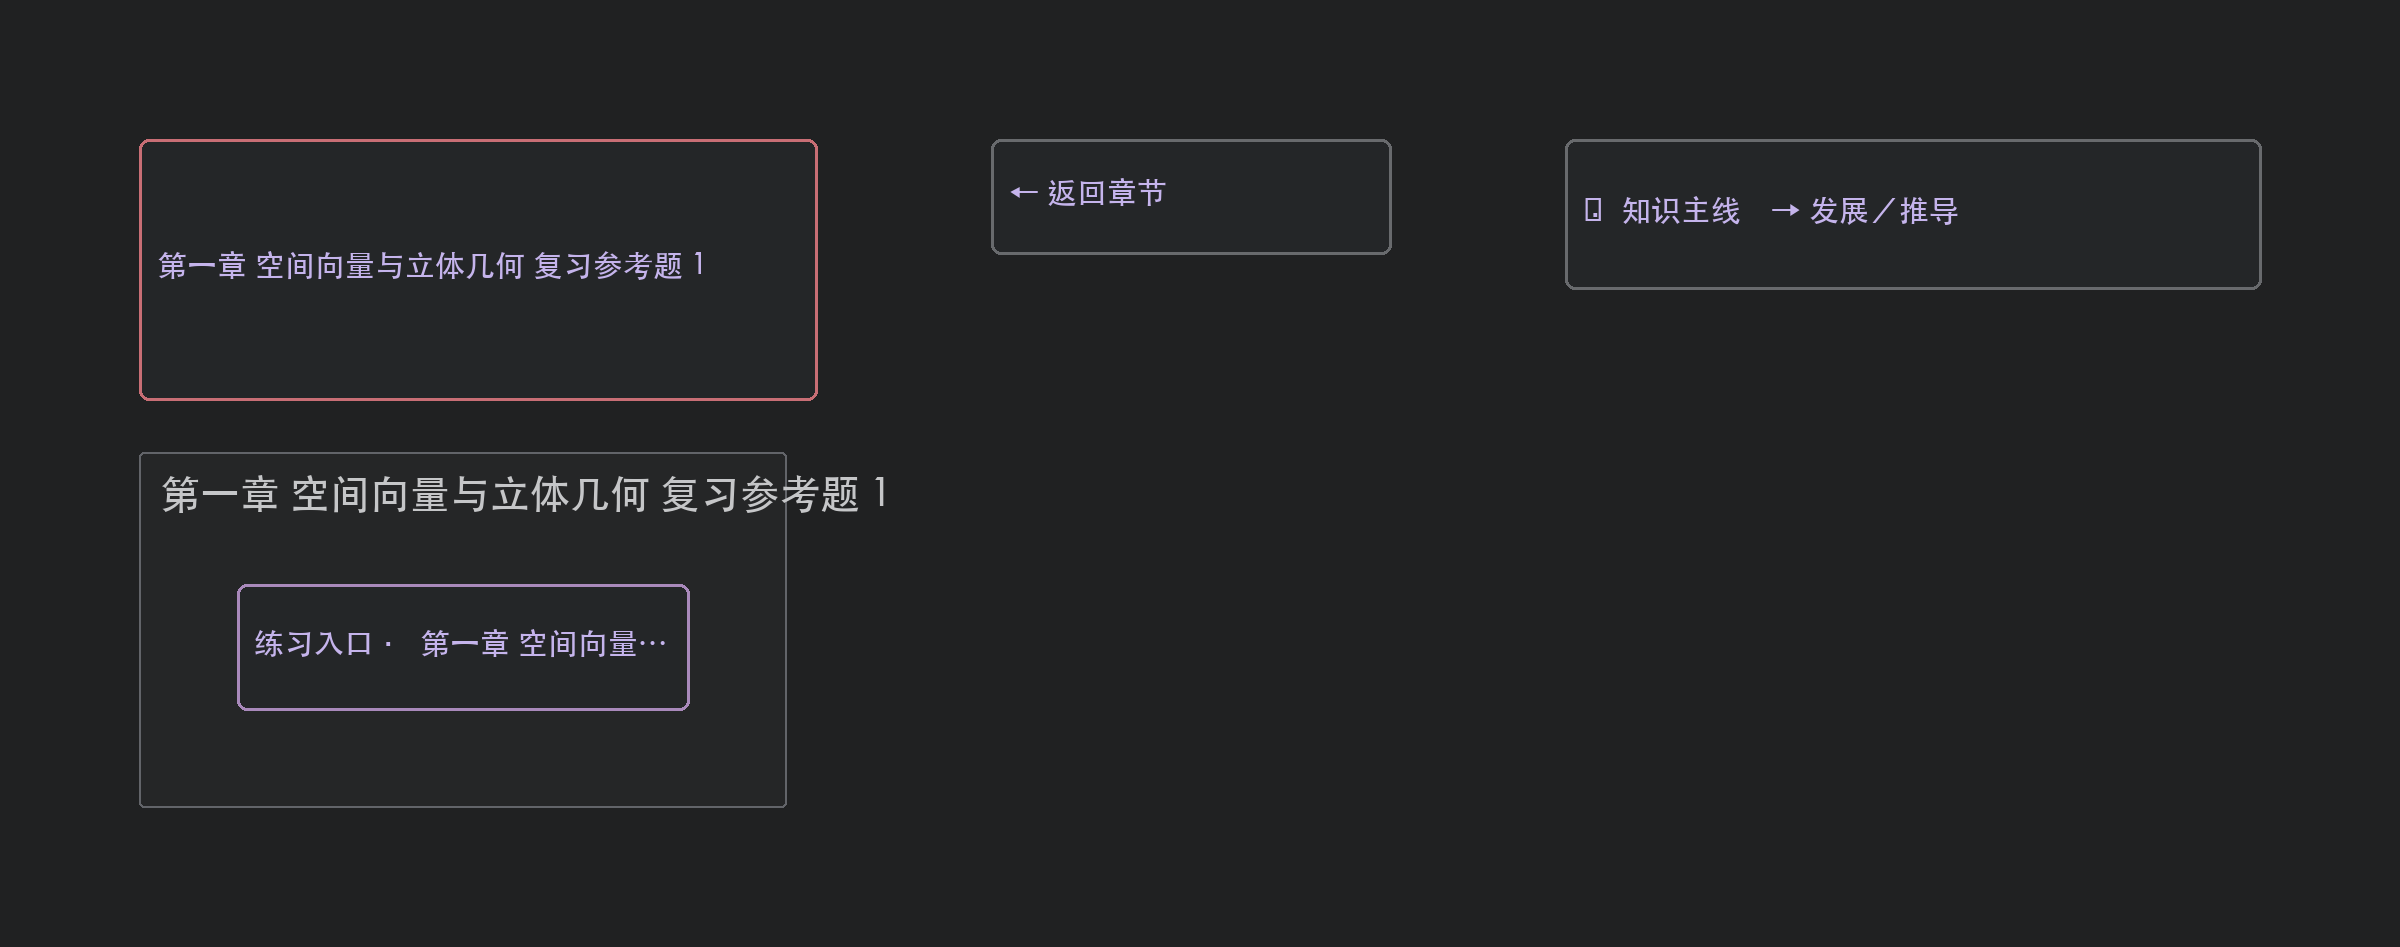 第一章 空间向量与立体几何 复习参考题 1
← 返回章节
知识主线 → 发展／推导
第一章 空间向量与立体几何 复习参考题 1
练习入口 · 第一章 空间向量…